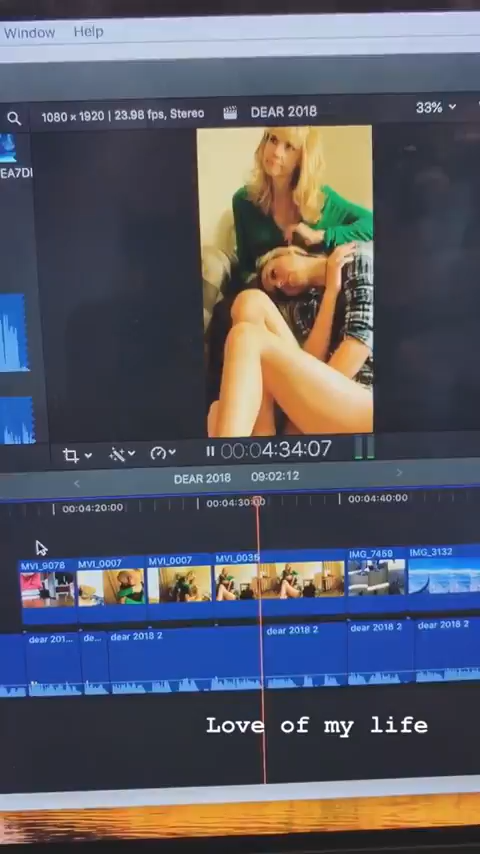 Window Help
1080 x 1920 | 23.98 fps, Stereo DEAR 2018 33%
EA7D
00:04:34:07
DEAR 2018 09:02:12
00:04:20:00 00:04:30:00 00:04:40:00
MVI_9078 MVI_0007 MVI_0007 MVI_0035 IMG_7459 IMG_3132
dear 201... de... dear 2018 2 dear 2018 2 dear 2018 2 dear 2018 2
Love of my life